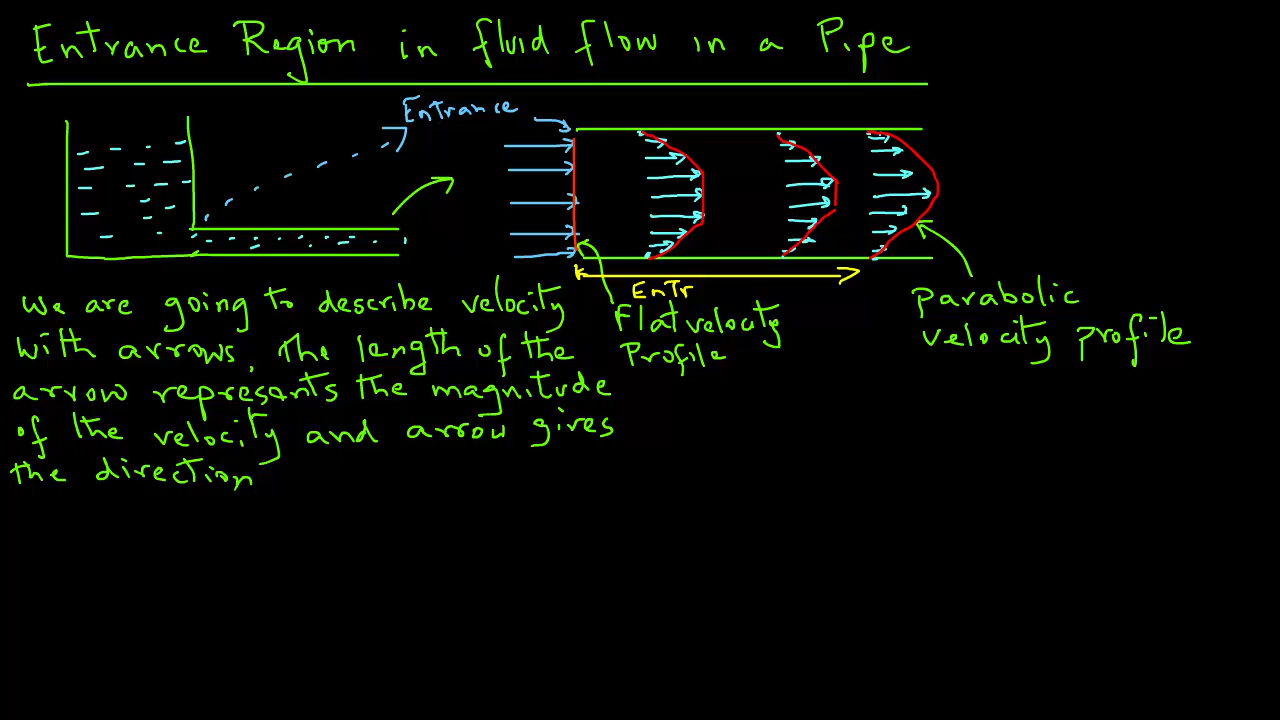 Entrance Region in fluid flow in a Pipe
Entrance
Entr
Flat velocity
Profile
Parabolic
velocity profile
We are going to describe velocity
with arrows. The length of the
arrow represents the magnitude
of the velocity and arrow gives
the direction